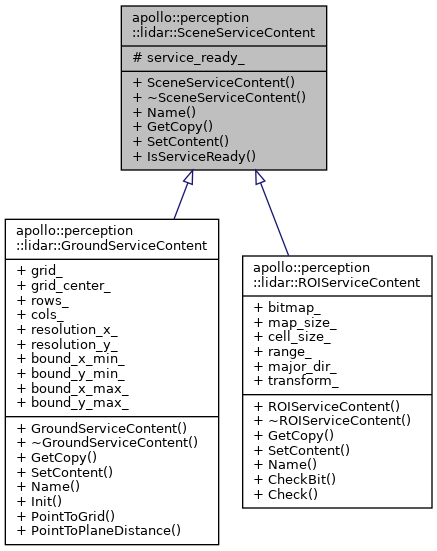 apollo::perception
::lidar::SceneServiceContent
# service_ready_
+ SceneServiceContent()
+ ~SceneServiceContent()
+ Name()
+ GetCopy()
+ SetContent()
+ IsServiceReady()
apollo::perception
::lidar::GroundServiceContent
+ grid_
+ grid_center_
+ rows_
+ cols_
+ resolution_x_
+ resolution_y_
+ bound_x_min_
+ bound_y_min_
+ bound_x_max_
+ bound_y_max_
+ GroundServiceContent()
+ ~GroundServiceContent()
+ GetCopy()
+ SetContent()
+ Name()
+ Init()
+ PointToGrid()
+ PointToPlaneDistance()
apollo::perception
::lidar::ROIServiceContent
+ bitmap_
+ map_size_
+ cell_size_
+ range_
+ major_dir_
+ transform_
+ ROIServiceContent()
+ ~ROIServiceContent()
+ GetCopy()
+ SetContent()
+ Name()
+ CheckBit()
+ Check()